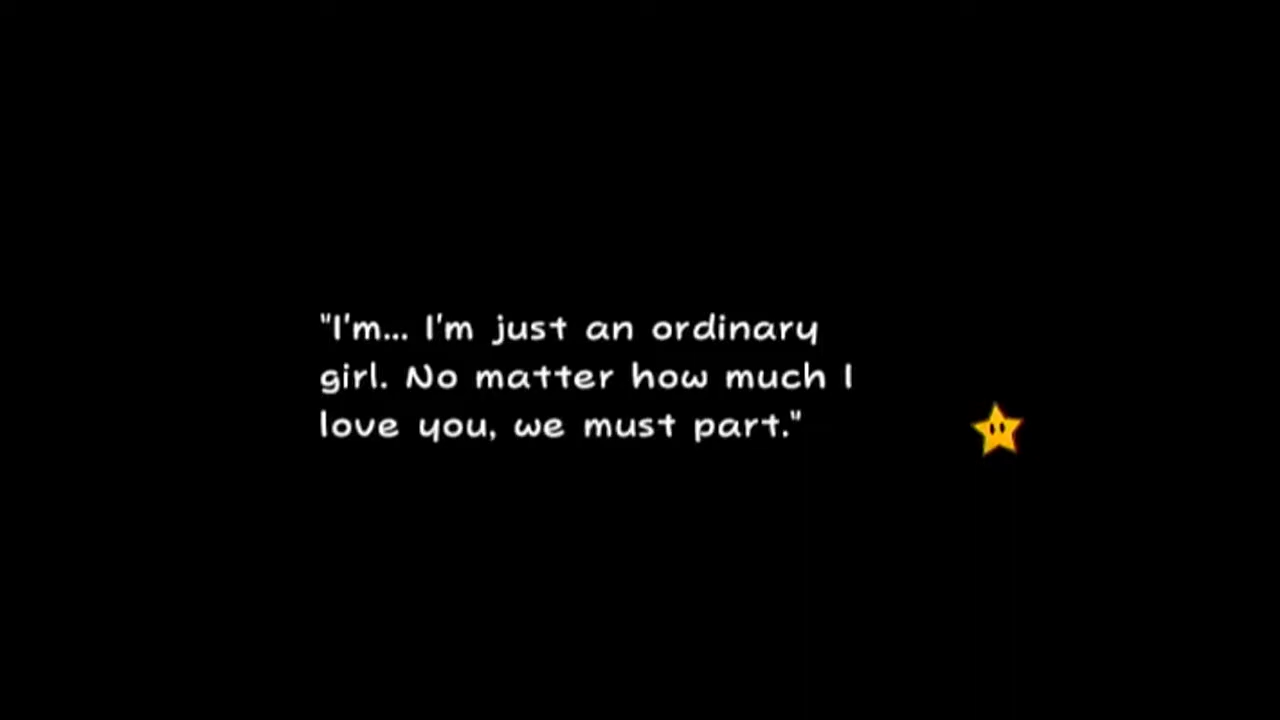 "I'm... I'm just an ordinary
girl. No matter how much I
love you, we must part."